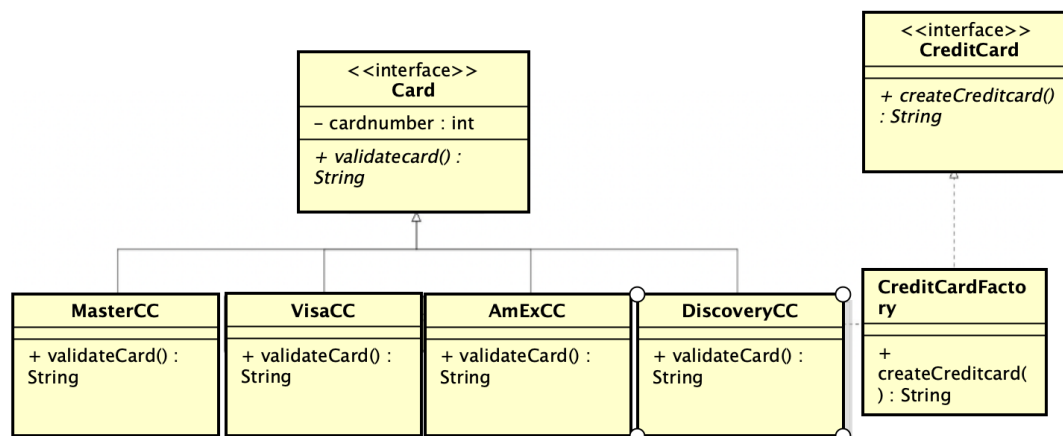 <<interface>>
Card
– cardnumber : int
+ validatecard() :
String
<<interface>>
CreditCard
+ createCreditcard()
: String
MasterCC
+ validateCard() :
String
VisaCC
+ validateCard() :
String
AmExCC
+ validateCard() :
String
DiscoveryCC
+ validateCard() :
String
CreditCardFacto
ry
+
createCreditcard(
) : String